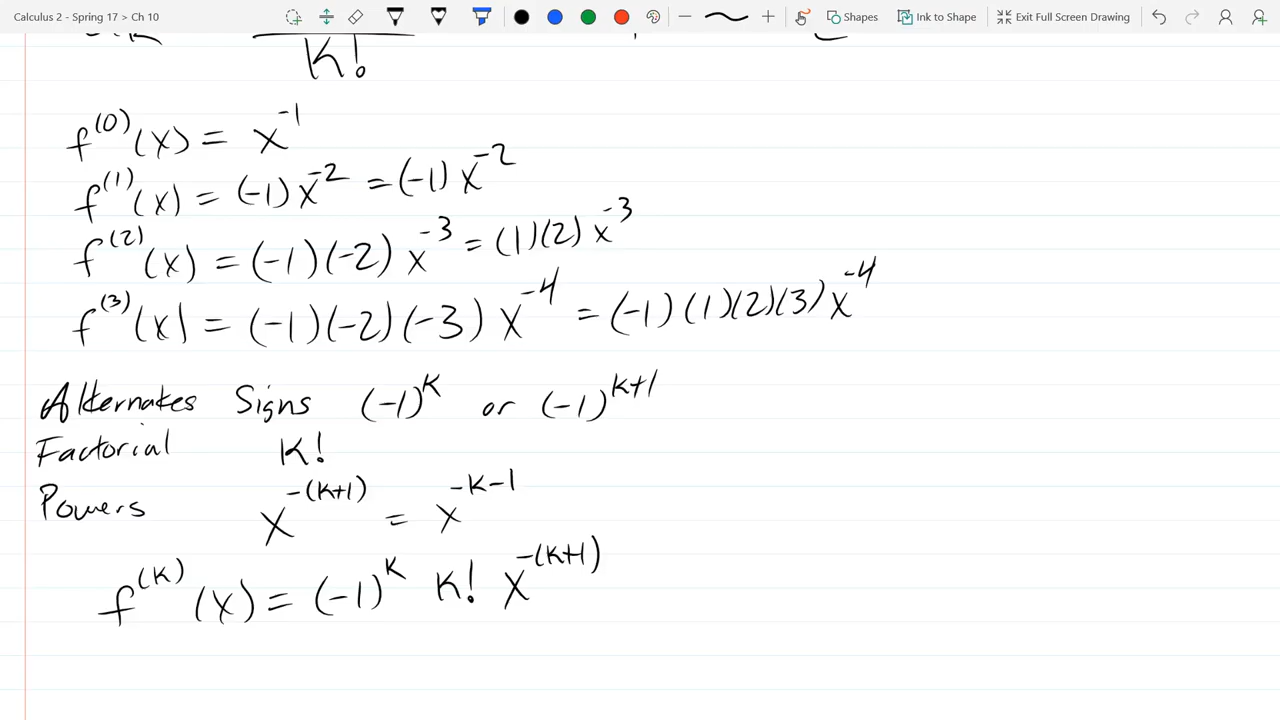 Calculus 2 - Spring 17 > Ch 10
Shapes
Ink to Shape
Exit Full Screen Drawing
K!
f^(0)(x) = x^-1
f^(1)(x) = (-1)x^-2 = (-1)x^-2
f^(2)(x) = (-1)(-2)x^-3 = (1)(2)x^-3
f^(3)(x) = (-1)(-2)(-3)x^-4 = (-1)(1)(2)(3)x^-4
Alternates Signs (-1)^k or (-1)^k+1
Factorial K!
Powers x^-(k+1) = x^-k-1
f^(k)(x) = (-1)^k K! x^-(k+1)